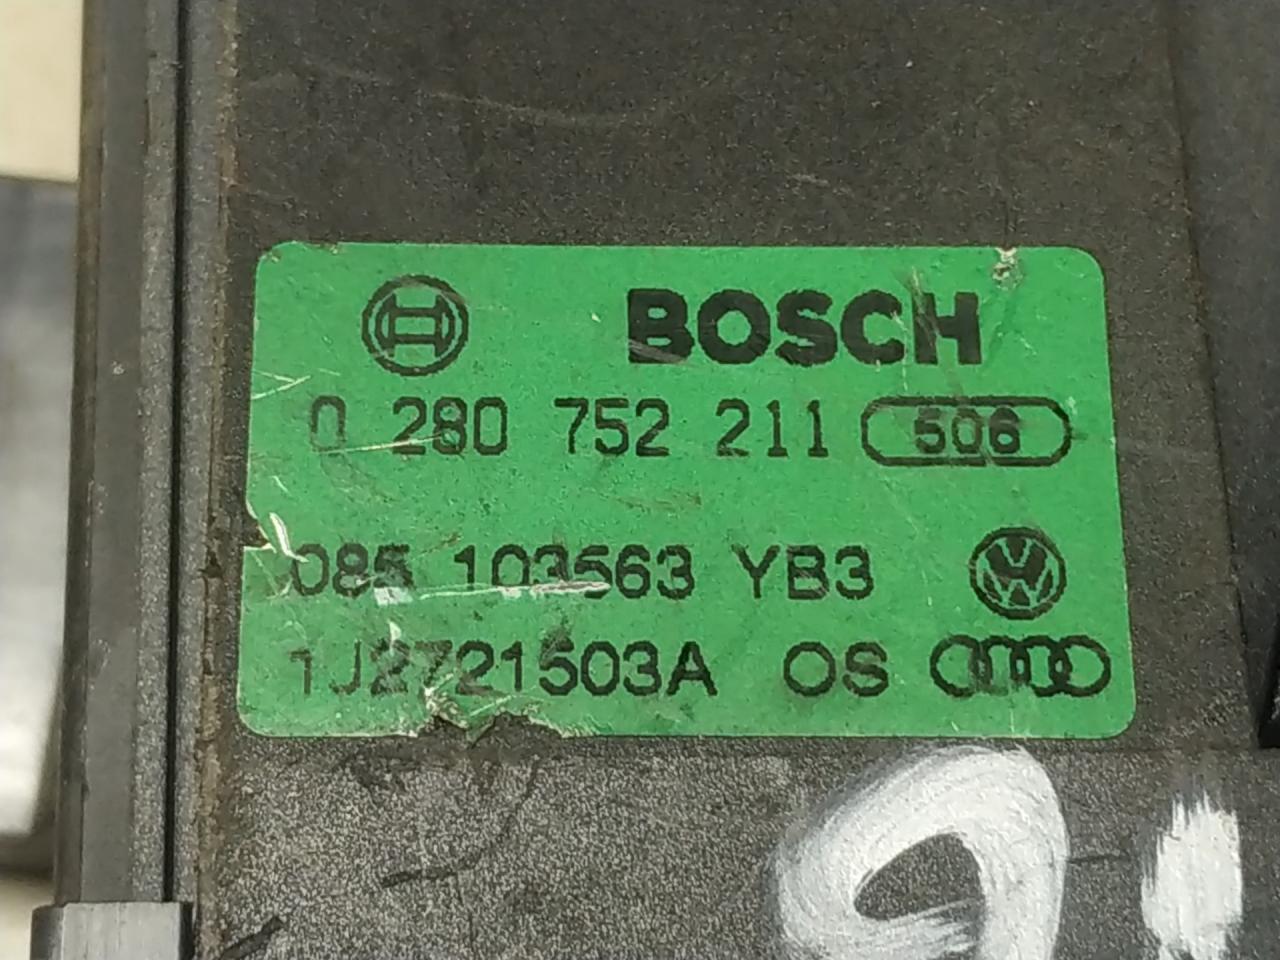 BOSCH
0 280 752 211 506
085 103563 YB3
1J2721503A OS